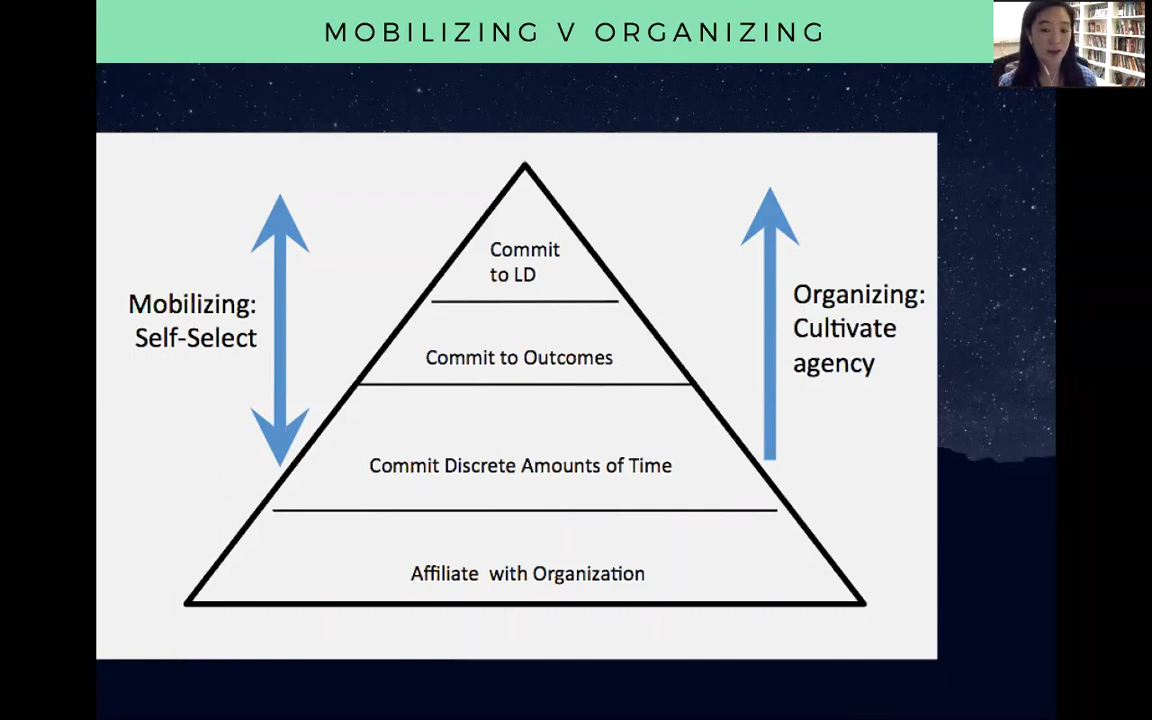 MOBILIZING V ORGANIZING
Commit
to LD
Mobilizing:
Self-Select
Organizing:
Cultivate
agency
Commit to Outcomes
Commit Discrete Amounts of Time
Affiliate with Organization